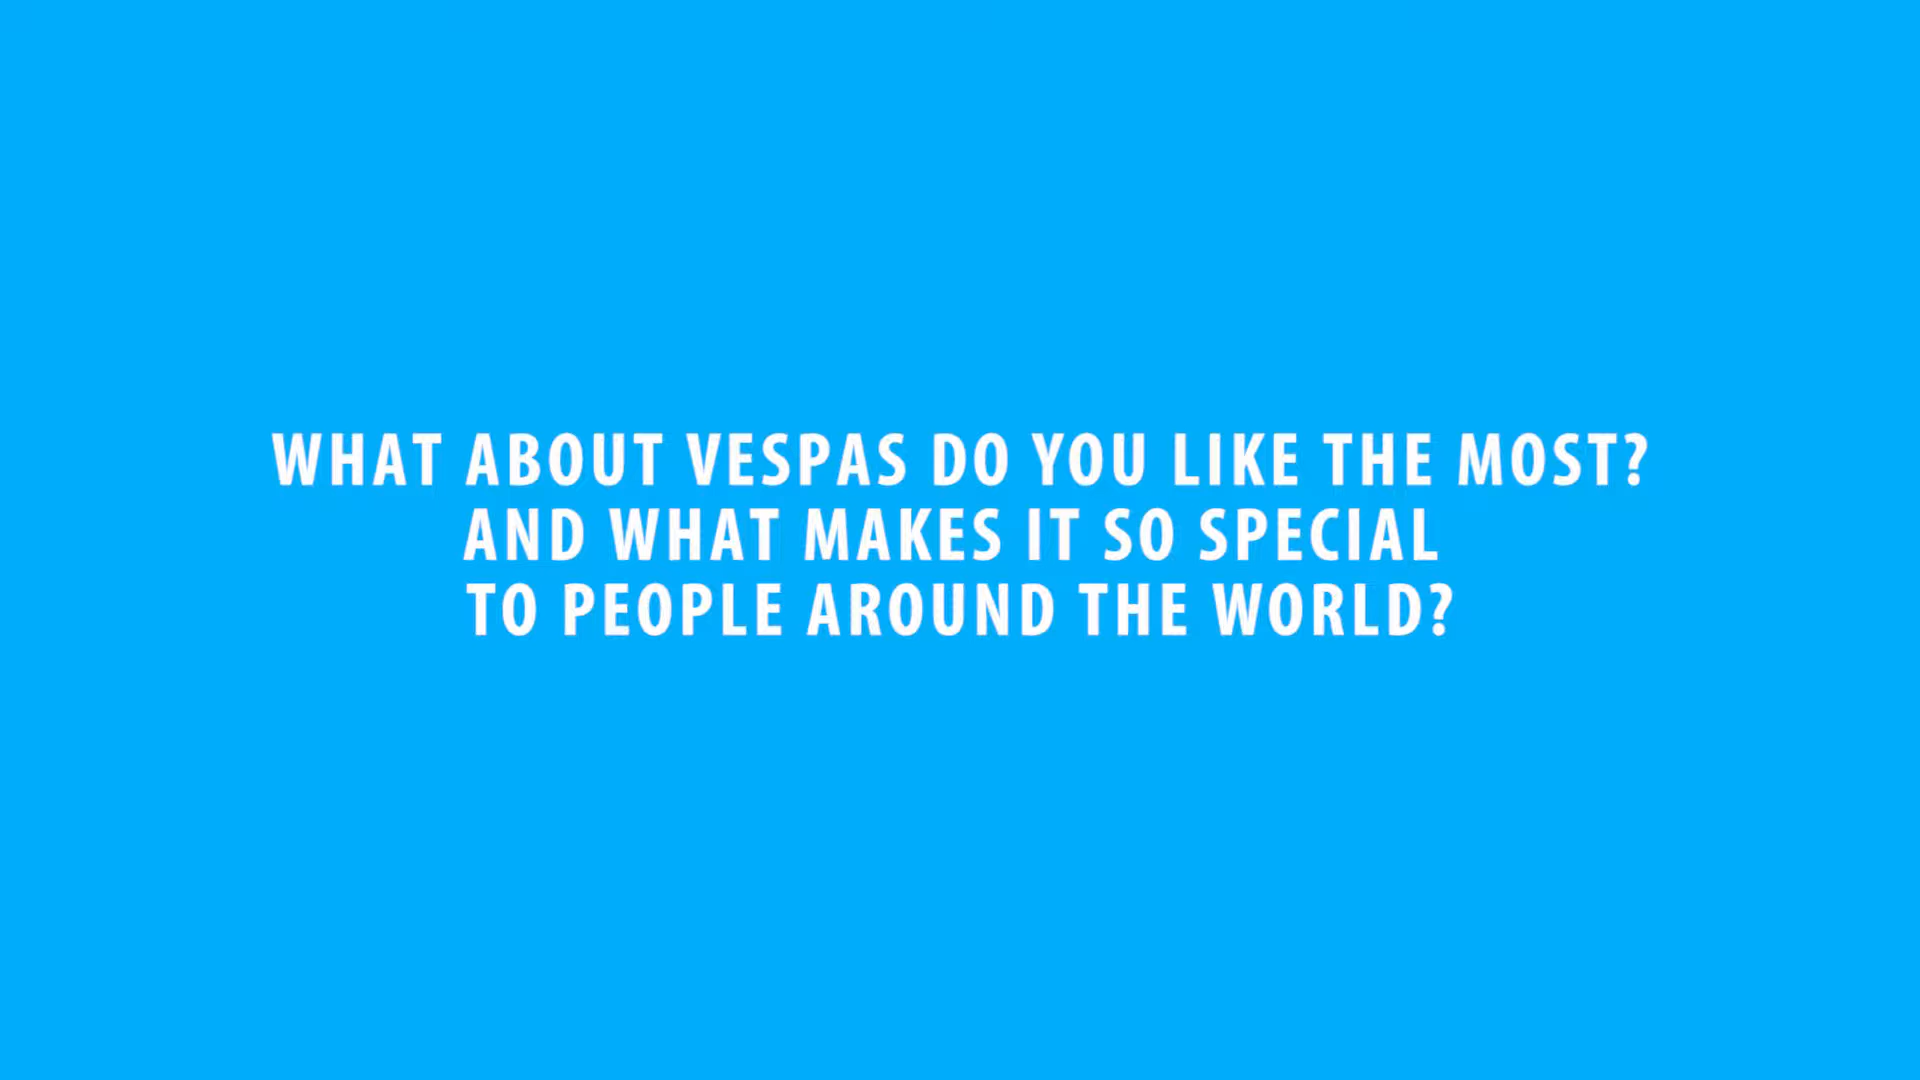 WHAT ABOUT VESPAS DO YOU LIKE THE MOST?
AND WHAT MAKES IT SO SPECIAL
TO PEOPLE AROUND THE WORLD?